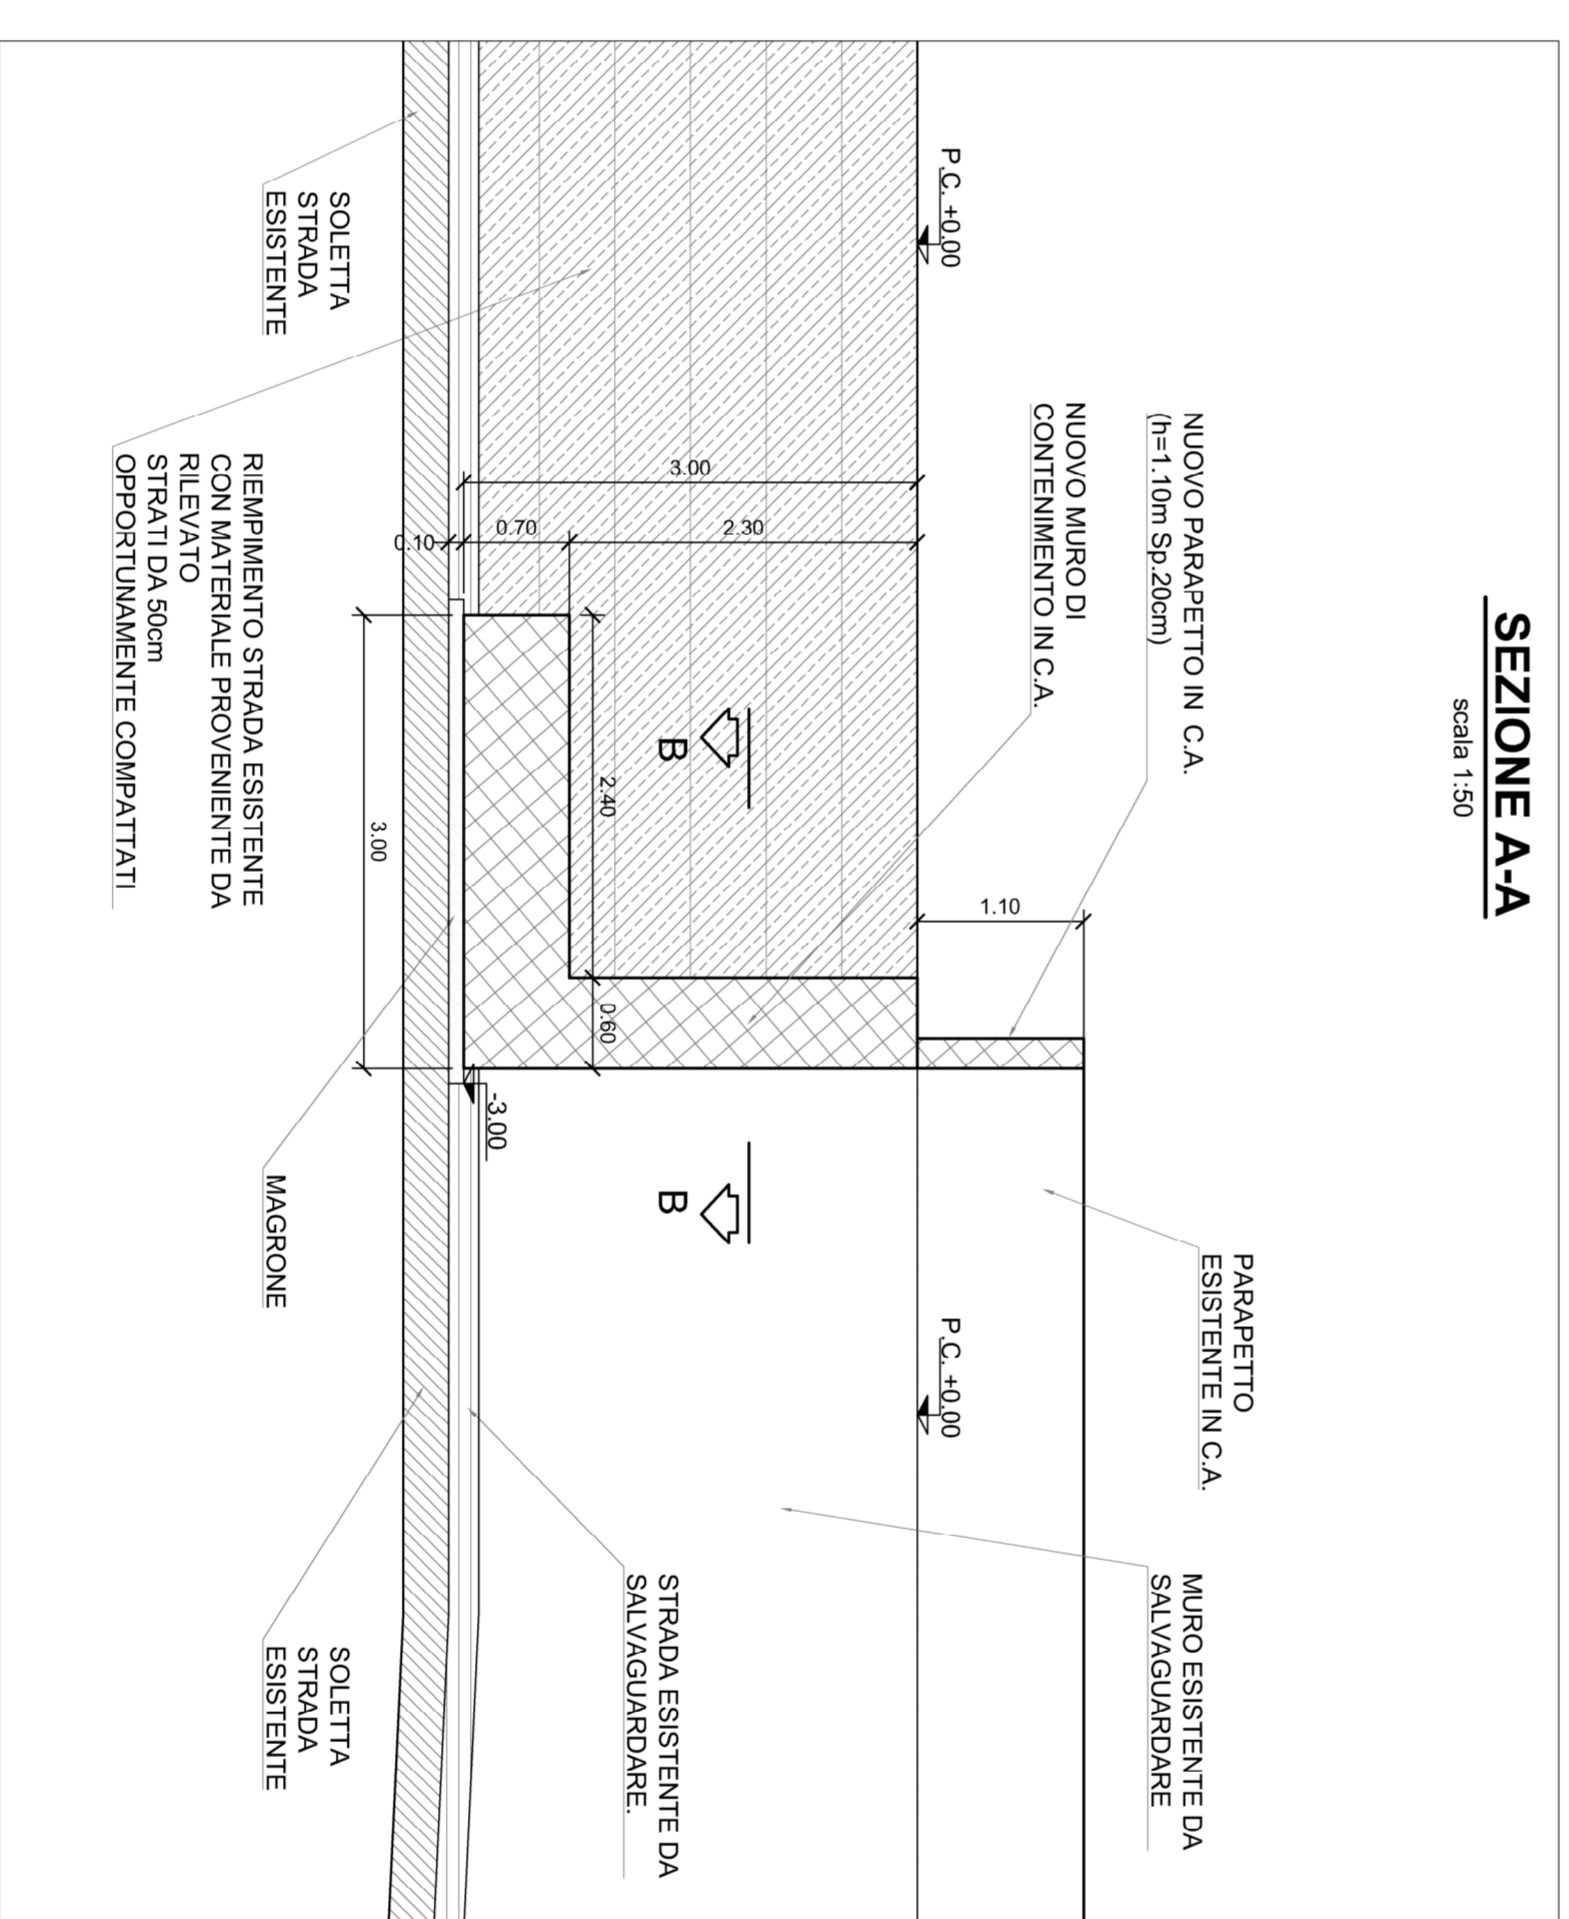 SEZIONE A-A
scala 1:50
NUOVO PARAPETTO IN C.A.
(h=1.10m Sp.20cm)
NUOVO MURO DI
CONTENIMENTO IN C.A.
PARAPETTO
ESISTENTE IN C.A.
MURO ESISTENTE DA
SALVAGUARDARE
P.C. +0.00
P.C. +0.00
1.10
3.00
2.30
0.70
0.10
B
B
2.40
0.60
-3.00
3.00
STRADA ESISTENTE DA
SALVAGUARDARE.
SOLETTA
STRADA
ESISTENTE
RIEMPIMENTO STRADA ESISTENTE
CON MATERIALE PROVENIENTE DA
RILEVATO
STRATI DA 50cm
OPPORTUNAMENTE COMPATTATI
MAGRONE
SOLETTA
STRADA
ESISTENTE